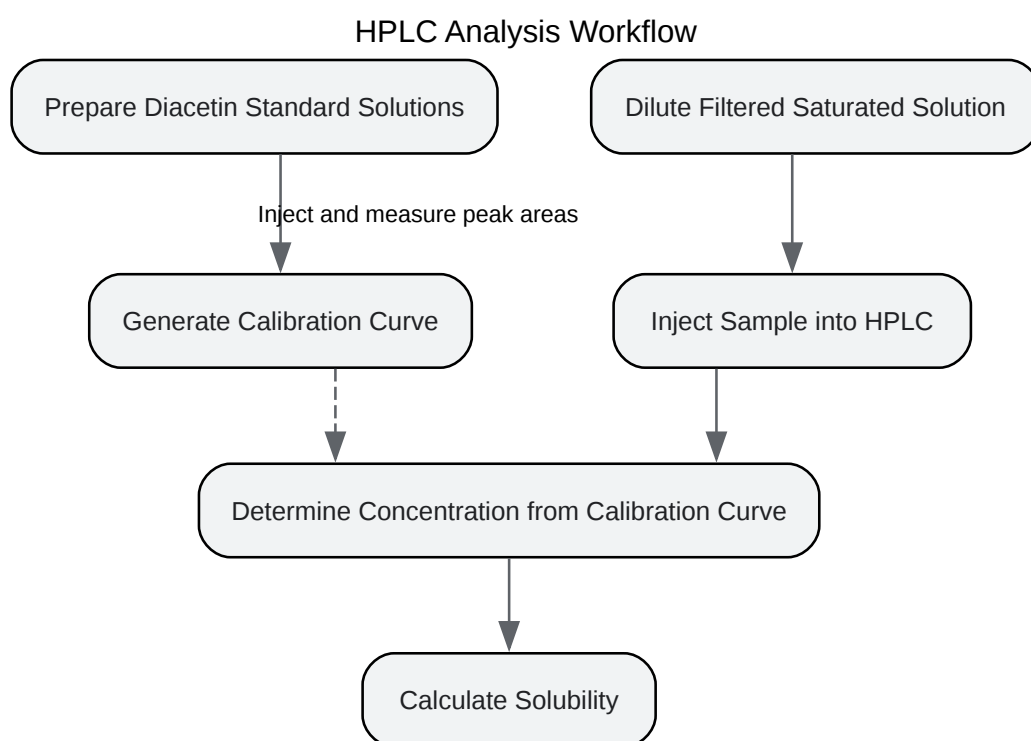 HPLC Analysis Workflow
Prepare Diacetin Standard Solutions
Dilute Filtered Saturated Solution
Inject and measure peak areas
Generate Calibration Curve
Inject Sample into HPLC
Determine Concentration from Calibration Curve
Calculate Solubility